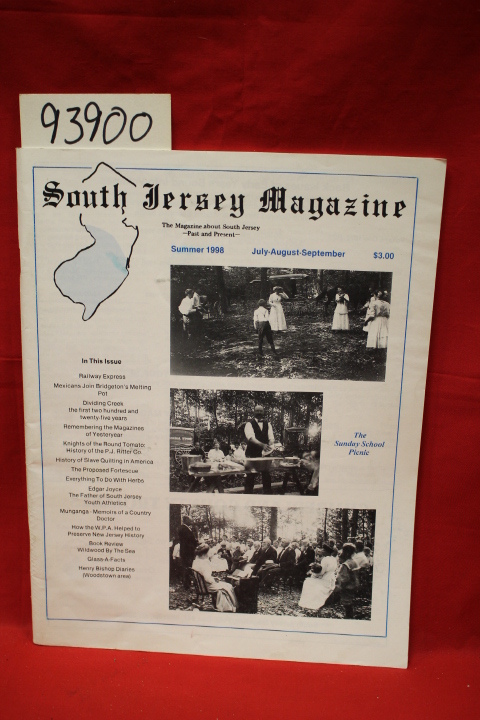 93900
South Jersey Magazine
The Magazine about South Jersey
—Past and Present—
Summer 1998 July-August-September $3.00
In This Issue
Railway Express
Mexicans Join Bridgeton's Melting
Pot
Dividing Creek
the first two hundred and
twenty-five years
Remembering the Magazines
of Yesteryear
Knights of the Round Tomato:
History of the P.J. Ritter Co.
History of Slave Quilting in America
The Proposed Fortescue
Everything To Do With Herbs
Edgar Joyce
The Father of South Jersey
Youth Athletics
Munganga - Memoirs of a Country
Doctor
How the W.P.A. Helped to
Preserve New Jersey History
Book Review
Wildwood By The Sea
Glass-A-Facts
Henry Bishop Diaries
(Woodstown area)
The
Sunday School
Picnic